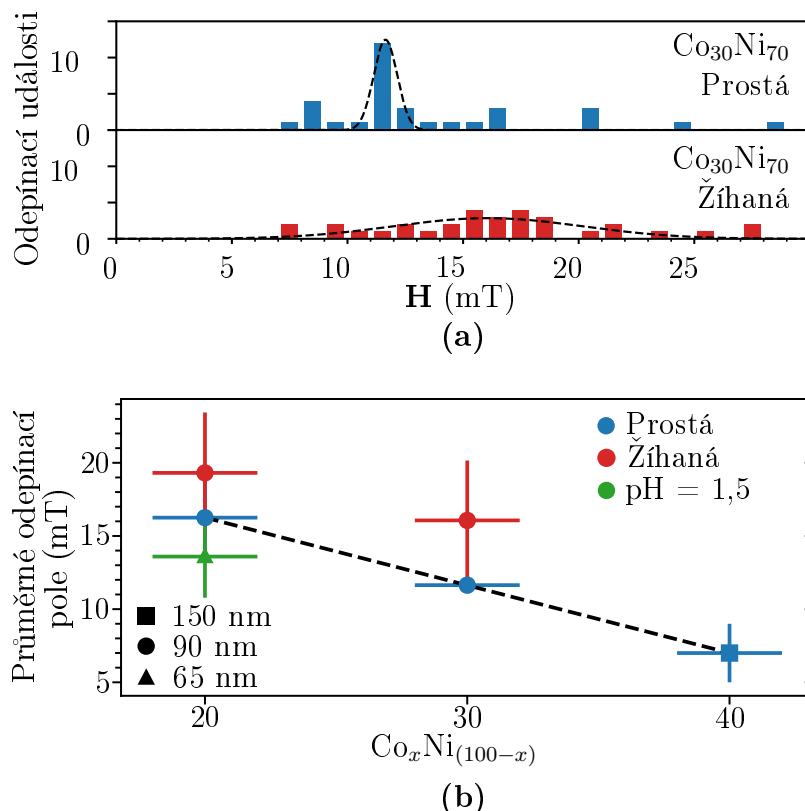 Odepínací události
10
0
Co₃₀Ni₇₀
Prostá
10
0
Co₃₀Ni₇₀
Žíhaná
0 5 10 15 20 25
H (mT)
(a)
Průměrné odepínací
pole (mT)
20
15
10
5
Prostá
Žíhaná
pH = 1,5
150 nm
90 nm
65 nm
20 30 40
CoₓNi₍₁₀₀₋ₓ₎
(b)